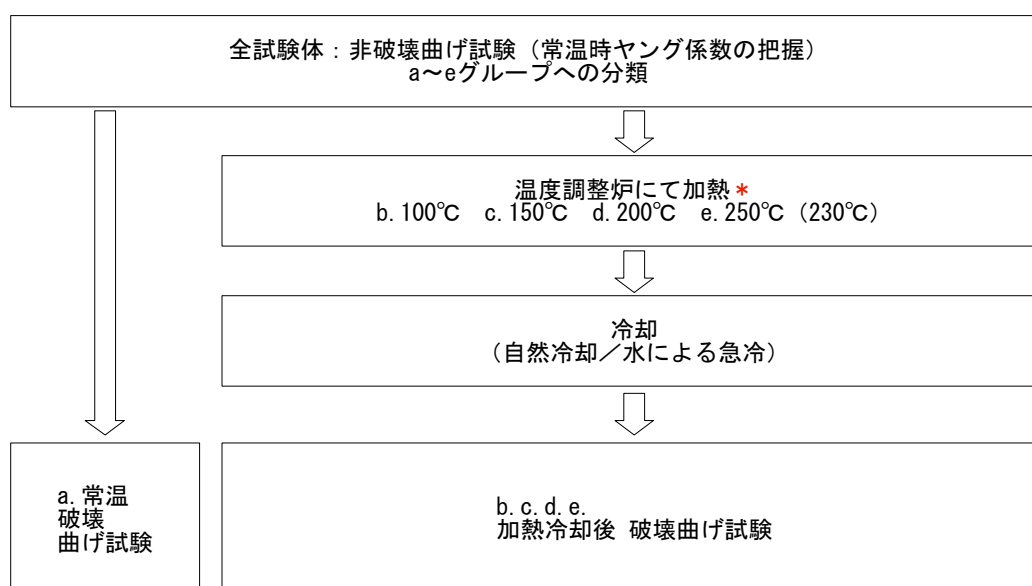 全試験体：非破壊曲げ試験（常温時ヤング係数の把握）
a～eグループへの分類
温度調整炉にて加熱*
b.100℃　c.150℃　d.200℃　e.250℃（230℃）
冷却
（自然冷却／水による急冷）
a.常温
破壊
曲げ試験
b.c.d.e.
加熱冷却後 破壊曲げ試験